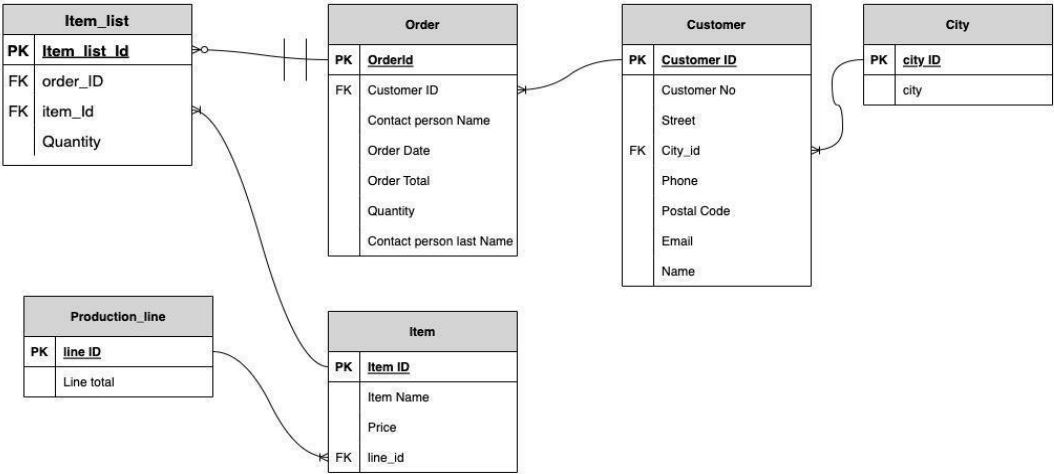 Item_list
PK Item_list_Id
FK order_ID
FK item_Id
Quantity
Order
PK OrderId
FK Customer ID
Contact person Name
Order Date
Order Total
Quantity
Contact person last Name
Customer
PK Customer ID
Customer No
Street
FK City_id
Phone
Postal Code
Email
Name
City
PK city ID
city
Production_line
PK line ID
Line total
Item
PK Item ID
Item Name
Price
FK line_id